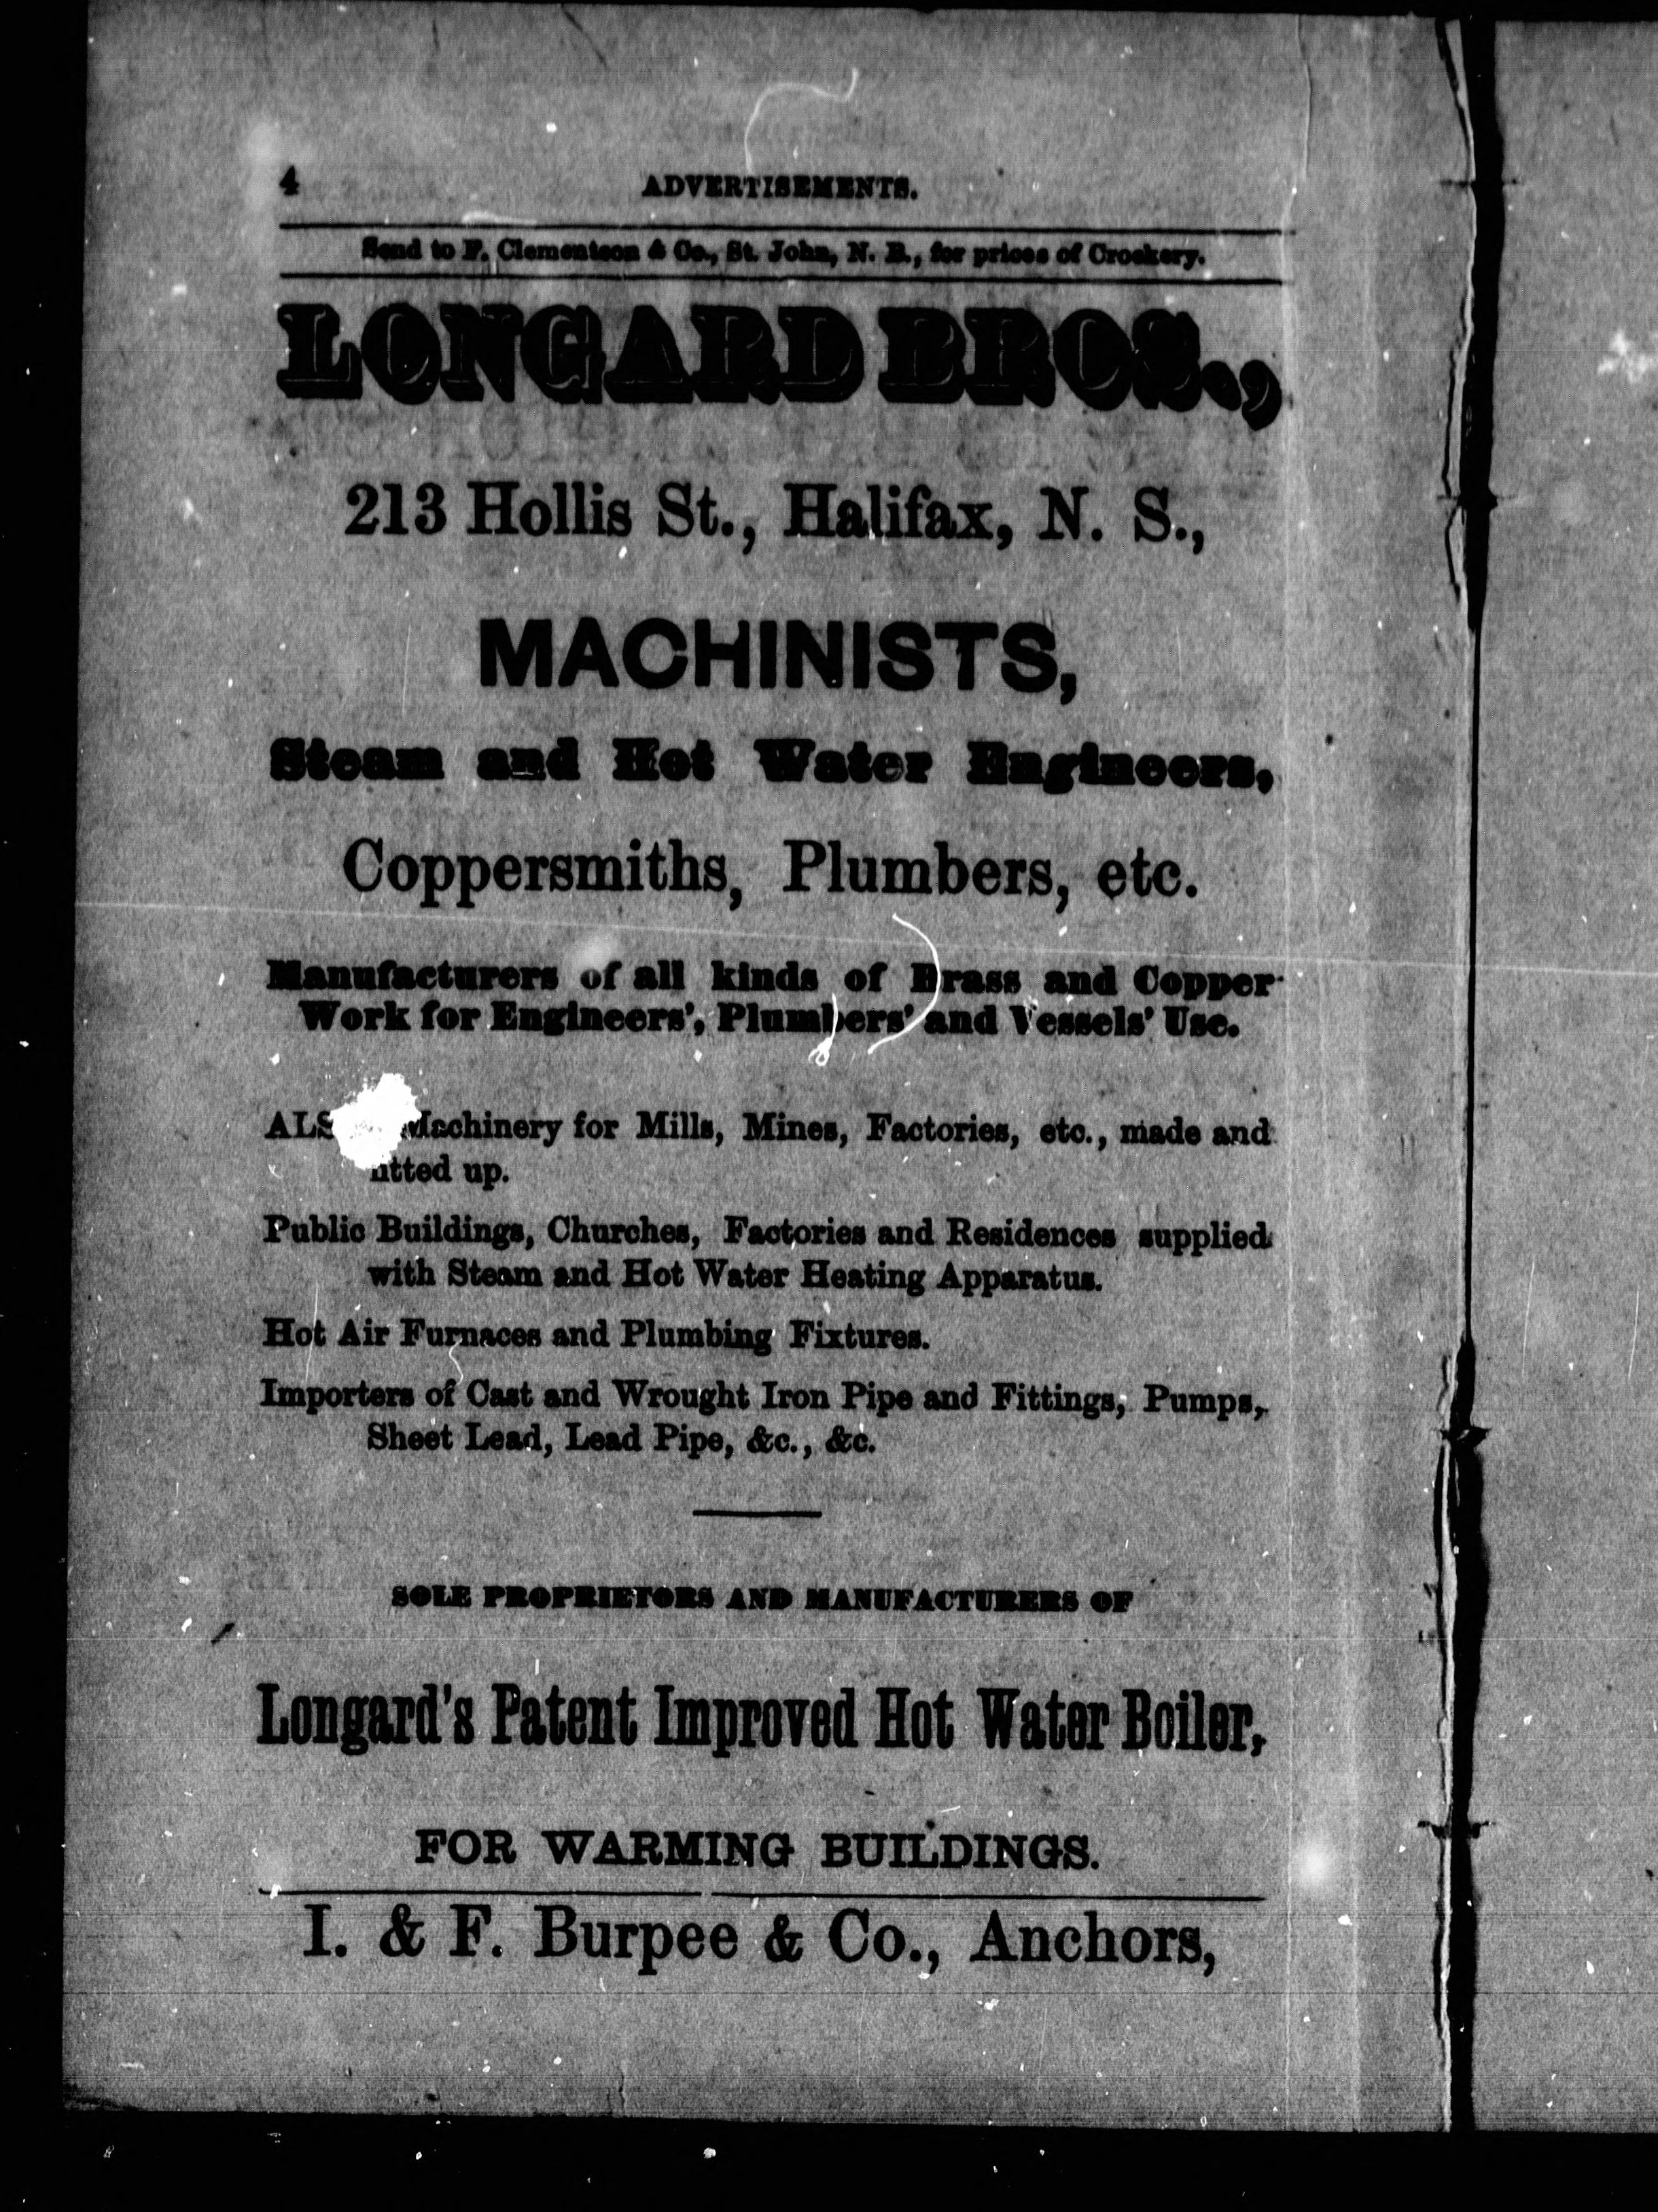 4 ADVERTISEMENTS.
Send to F. Clementson & Co., St. John, N. B., for prices of Crockery.
LONGARD BROS.,
213 Hollis St., Halifax, N. S.,
MACHINISTS,
Steam and Hot Water Engineers,
Coppersmiths, Plumbers, etc.
Manufacturers of all kinds of Brass and Copper
Work for Engineers', Plumbers' and Vessels' Use.
Machinery for Mills, Mines, Factories, etc., made and
fitted up.
Public Buildings, Churches, Factories and Residences supplied
with Steam and Hot Water Heating Apparatus.
Hot Air Furnaces and Plumbing Fixtures.
Importers of Cast and Wrought Iron Pipe and Fittings, Pumps,
Sheet Lead, Lead Pipe, &c., &c.
SOLE PROPRIETORS AND MANUFACTURERS OF
Longard's Patent Improved Hot Water Boiler,
FOR WARMING BUILDINGS.
I. & F. Burpee & Co., Anchors,